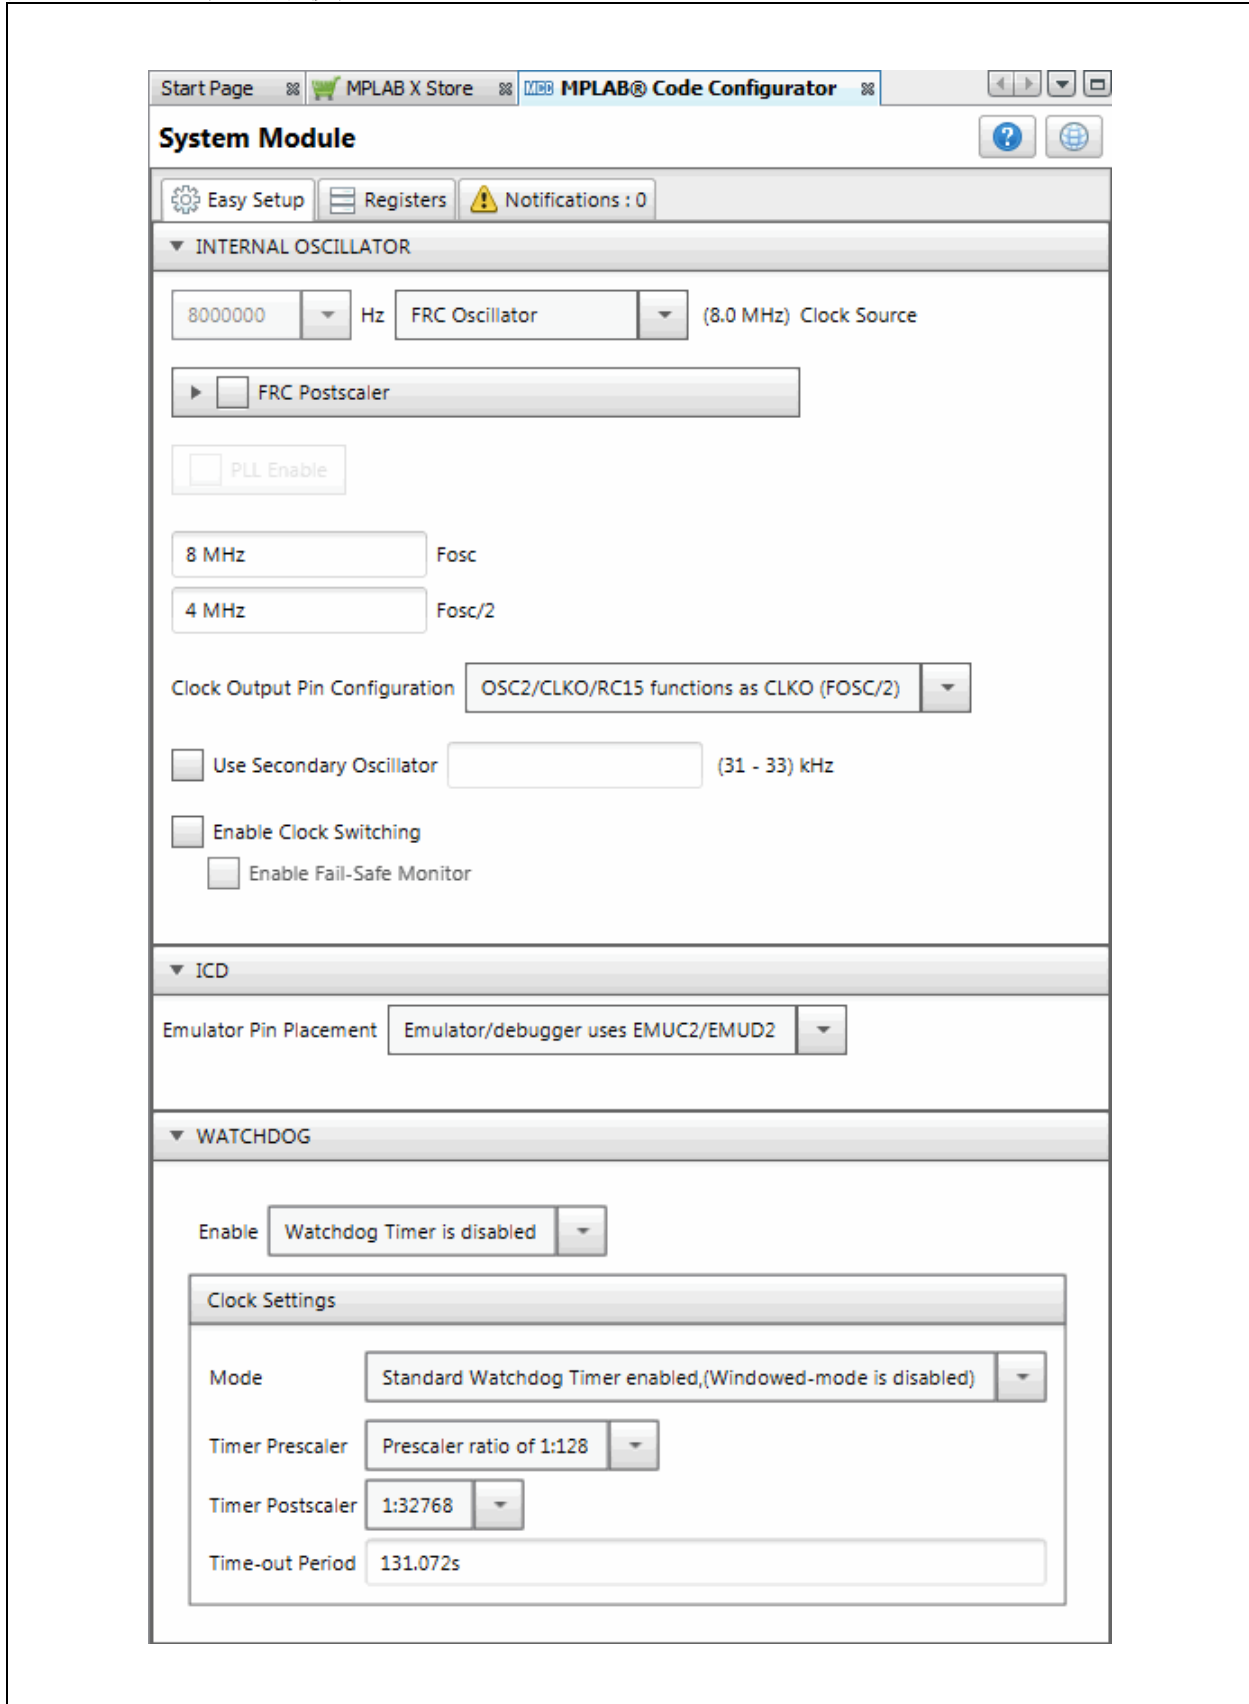 Start Page MPLAB X Store MCC MPLAB® Code Configurator
System Module
Easy Setup Registers Notifications : 0
INTERNAL OSCILLATOR
8000000 Hz FRC Oscillator (8.0 MHz) Clock Source
FRC Postscaler
PLL Enable
8 MHz Fosc
4 MHz Fosc/2
Clock Output Pin Configuration OSC2/CLKO/RC15 functions as CLKO (FOSC/2)
Use Secondary Oscillator (31 - 33) kHz
Enable Clock Switching
Enable Fail-Safe Monitor
ICD
Emulator Pin Placement Emulator/debugger uses EMUC2/EMUD2
WATCHDOG
Enable Watchdog Timer is disabled
Clock Settings
Mode Standard Watchdog Timer enabled,(Windowed-mode is disabled)
Timer Prescaler Prescaler ratio of 1:128
Timer Postscaler 1:32768
Time-out Period 131.072s